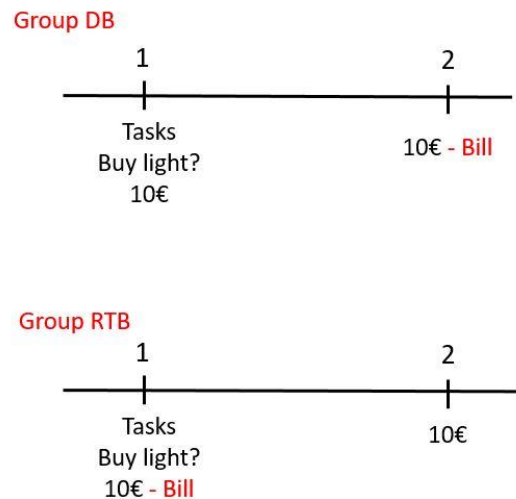 Group DB
1 2
Tasks
Buy light?
10€
10€ - Bill
Group RTB
1 2
Tasks
Buy light?
10€ - Bill
10€